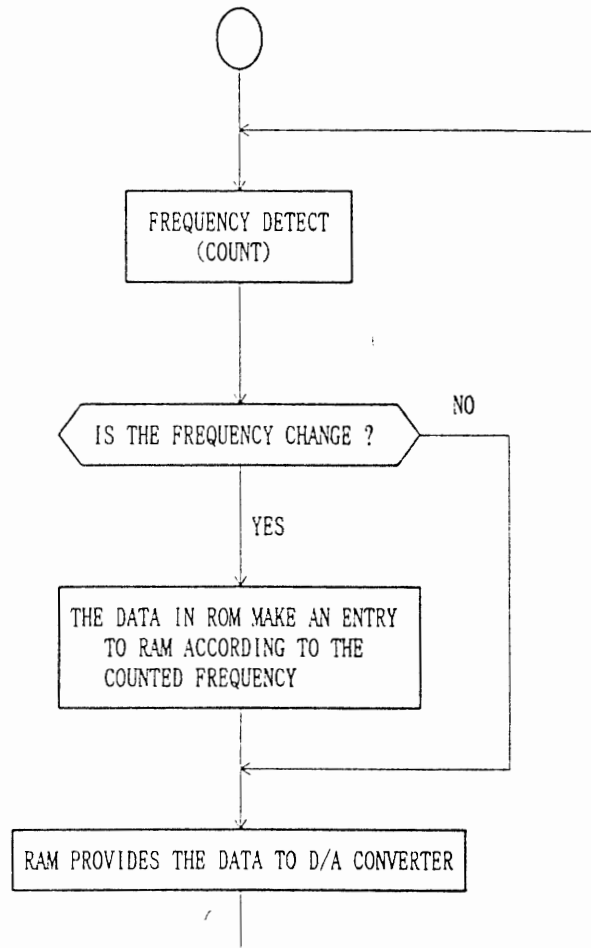 FREQUENCY DETECT
(COUNT)
IS THE FREQUENCY CHANGE ?
NO
YES
THE DATA IN ROM MAKE AN ENTRY
TO RAM ACCORDING TO THE
COUNTED FREQUENCY
RAM PROVIDES THE DATA TO D/A CONVERTER